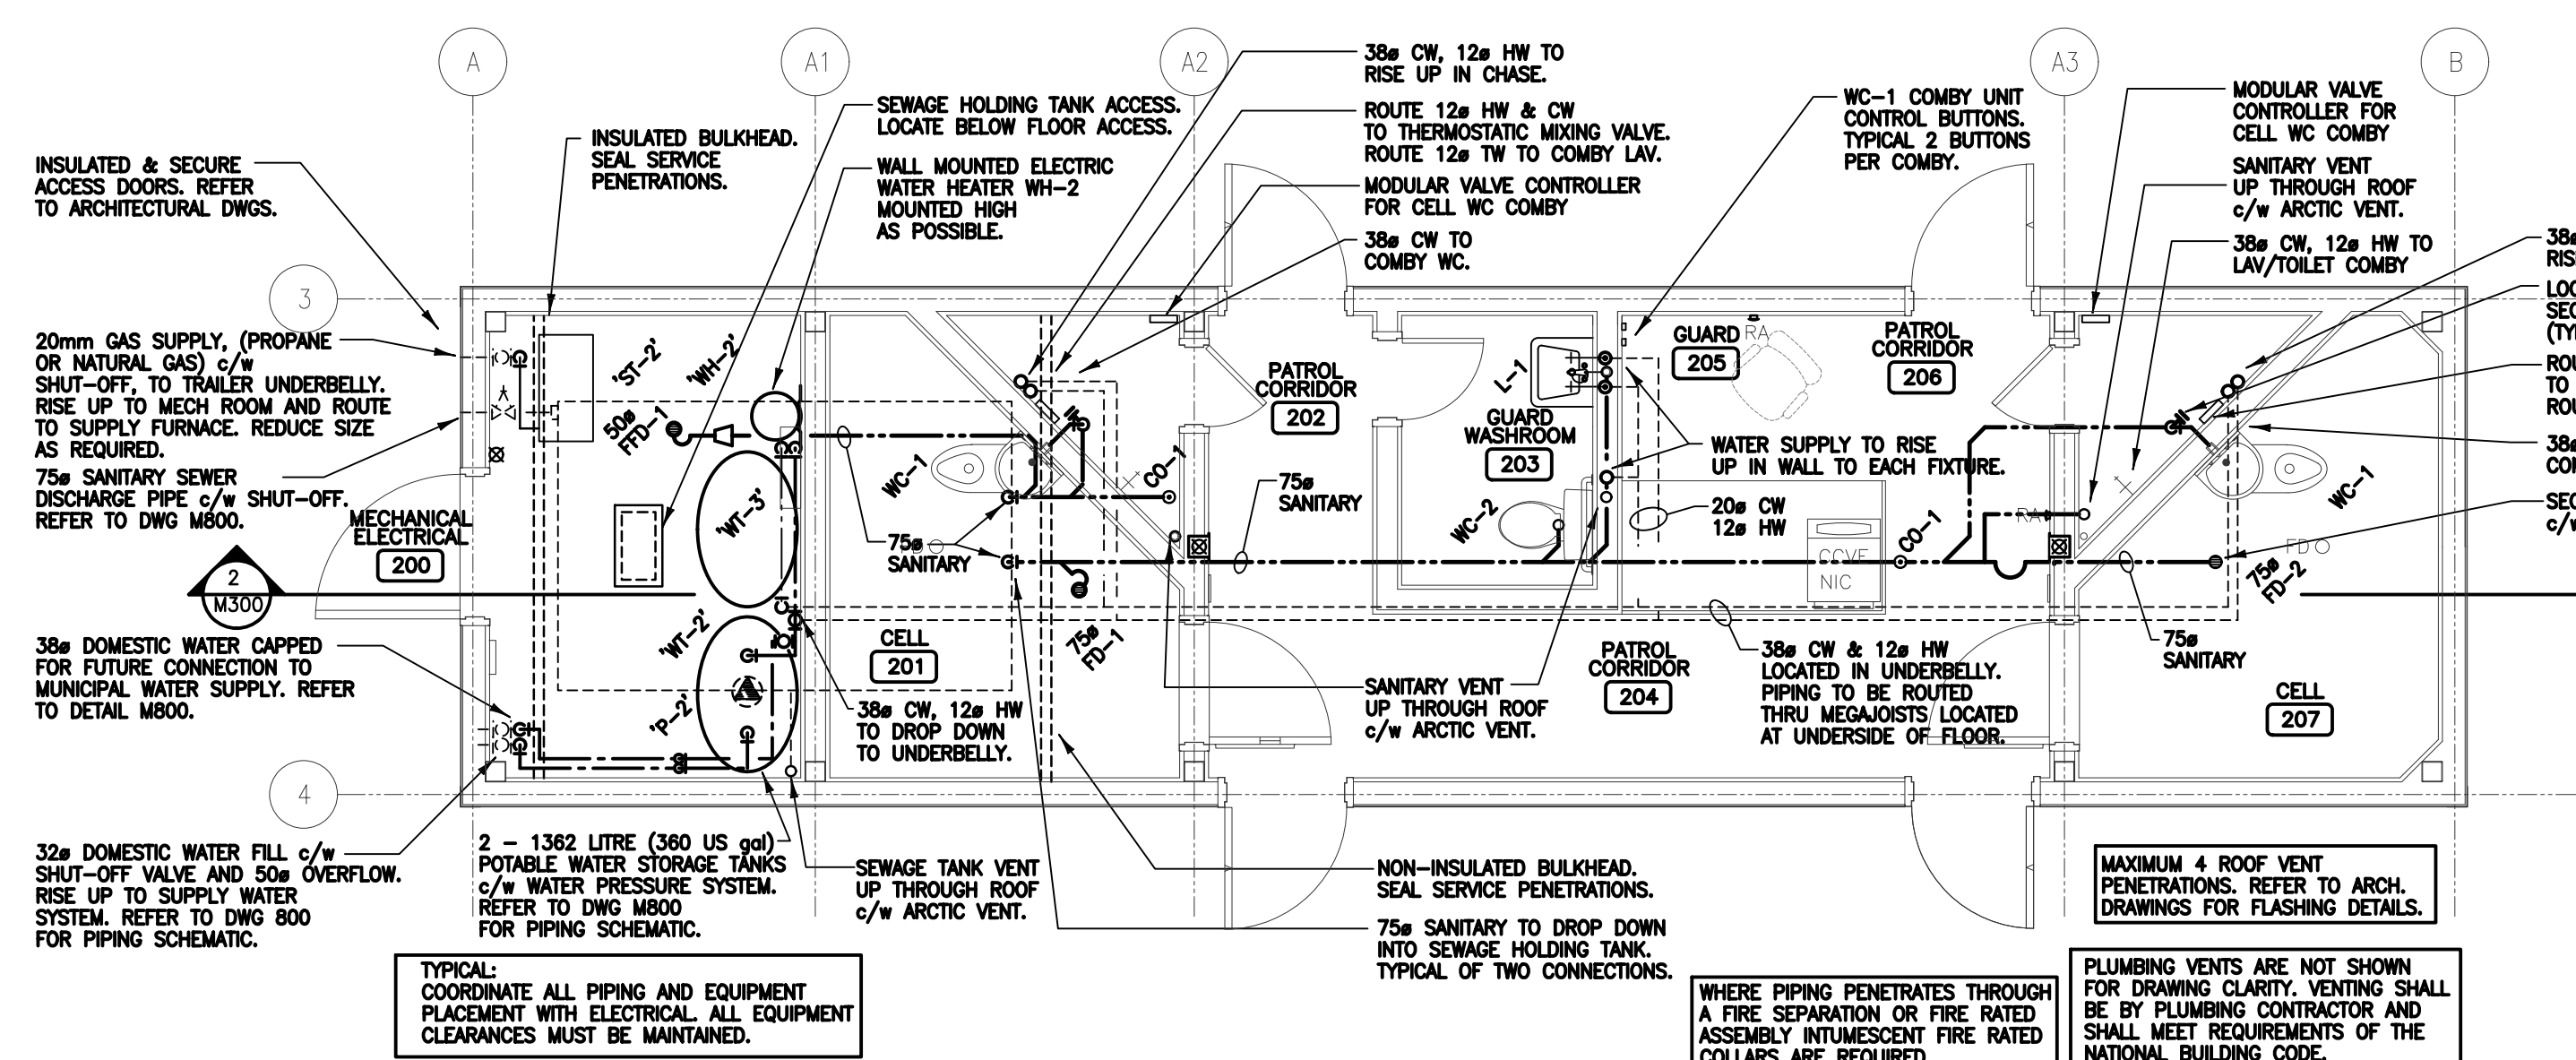 A
A1
A2
A3
B
3
4
INSULATED & SECURE
ACCESS DOORS. REFER
TO ARCHITECTURAL DWGS.
INSULATED BULKHEAD.
SEAL SERVICE
PENETRATIONS.
SEWAGE HOLDING TANK ACCESS.
LOCATE BELOW FLOOR ACCESS.
WALL MOUNTED ELECTRIC
WATER HEATER WH-2
MOUNTED HIGH
AS POSSIBLE.
38ø CW, 12ø HW TO
RISE UP IN CHASE.
ROUTE 12ø HW & CW
TO THERMOSTATIC MIXING VALVE.
ROUTE 12ø TW TO COMBY LAV.
MODULAR VALVE CONTROLLER
FOR CELL WC COMBY
38ø CW TO
COMBY WC.
WC-1 COMBY UNIT
CONTROL BUTTONS.
TYPICAL 2 BUTTONS
PER COMBY.
MODULAR VALVE
CONTROLLER FOR
CELL WC COMBY
SANITARY VENT
UP THROUGH ROOF
c/w ARCTIC VENT.
38ø CW, 12ø HW TO
LAV/TOILET COMBY
38ø
TO
38ø
c/w
20mm GAS SUPPLY, (PROPANE
OR NATURAL GAS) c/w
SHUT-OFF, TO TRAILER UNDERBELLY.
RISE UP TO MECH ROOM AND ROUTE
TO SUPPLY FURNACE. REDUCE SIZE
AS REQUIRED.
75ø SANITARY SEWER
DISCHARGE PIPE c/w SHUT-OFF.
REFER TO DWG M800.
MECHANICAL
ELECTRICAL
200
2
M300
38ø DOMESTIC WATER CAPPED
FOR FUTURE CONNECTION TO
MUNICIPAL WATER SUPPLY. REFER
TO DETAIL M800.
32ø DOMESTIC WATER FILL c/w
SHUT-OFF VALVE AND 50ø OVERFLOW.
RISE UP TO SUPPLY WATER
SYSTEM. REFER TO DWG 800
FOR PIPING SCHEMATIC.
'ST-2'
'WH-2'
50ø
FFD-1
'WT-3'
'WT-2'
'P-2'
WC-1
CO-1
75ø
SANITARY
CELL
201
75ø
FD-1
38ø CW, 12ø HW
TO DROP DOWN
TO UNDERBELLY.
PATROL
CORRIDOR
202
75ø
SANITARY
L-1
GUARD
WASHROOM
203
WC-2
GUARD
205
RA
PATROL
CORRIDOR
206
WATER SUPPLY TO RISE
UP IN WALL TO EACH FIXTURE.
20ø CW
12ø HW
CCVE
NIC
CO-1
RA
WC-1
FD
75ø
FD-2
75ø
SANITARY
CELL
207
PATROL
CORRIDOR
204
SANITARY VENT
UP THROUGH ROOF
c/w ARCTIC VENT.
38ø CW & 12ø HW
LOCATED IN UNDERBELLY.
PIPING TO BE ROUTED
THRU MEGAJOISTS LOCATED
AT UNDERSIDE OF FLOOR.
2 - 1362 LITRE (360 US gal)
POTABLE WATER STORAGE TANKS
c/w WATER PRESSURE SYSTEM.
REFER TO DWG M800
FOR PIPING SCHEMATIC.
SEWAGE TANK VENT
UP THROUGH ROOF
c/w ARCTIC VENT.
NON-INSULATED BULKHEAD.
SEAL SERVICE PENETRATIONS.
75ø SANITARY TO DROP DOWN
INTO SEWAGE HOLDING TANK.
TYPICAL OF TWO CONNECTIONS.
MAXIMUM 4 ROOF VENT
PENETRATIONS. REFER TO ARCH.
DRAWINGS FOR FLASHING DETAILS.
TYPICAL:
COORDINATE ALL PIPING AND EQUIPMENT
PLACEMENT WITH ELECTRICAL. ALL EQUIPMENT
CLEARANCES MUST BE MAINTAINED.
WHERE PIPING PENETRATES THROUGH
A FIRE SEPARATION OR FIRE RATED
ASSEMBLY INTUMESCENT FIRE RATED
COLLARS ARE REQUIRED
PLUMBING VENTS ARE NOT SHOWN
FOR DRAWING CLARITY. VENTING SHALL
BE BY PLUMBING CONTRACTOR AND
SHALL MEET REQUIREMENTS OF THE
NATIONAL BUILDING CODE.